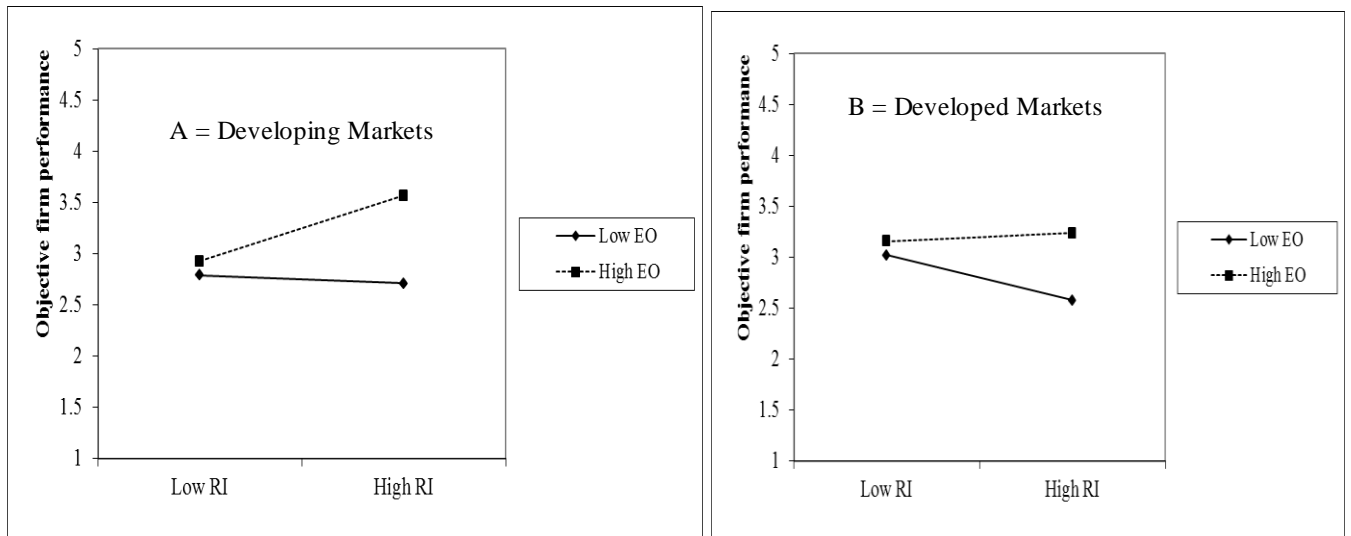 Objective firm performance
5
4.5
4
3.5
3
2.5
2
1.5
1
A = Developing Markets
Low RI
High RI
Low EO
High EO
Objective firm performance
5
4.5
4
3.5
3
2.5
2
1.5
1
B = Developed Markets
Low RI
High RI
Low EO
High EO